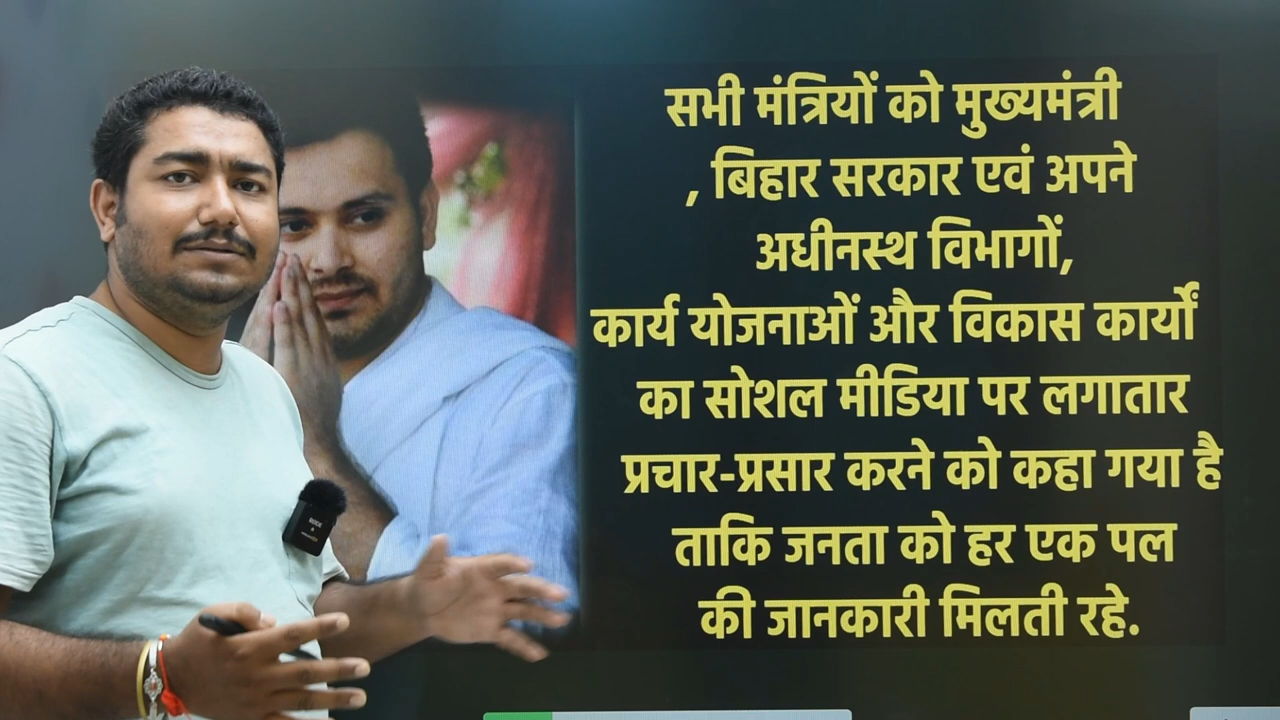 सभी मंत्रियों को मुख्यमंत्री
, बिहार सरकार एवं अपने
अधीनस्थ विभागों,
कार्य योजनाओं और विकास कार्यों
का सोशल मीडिया पर लगातार
प्रचार-प्रसार करने को कहा गया है
ताकि जनता को हर एक पल
की जानकारी मिलती रहे.